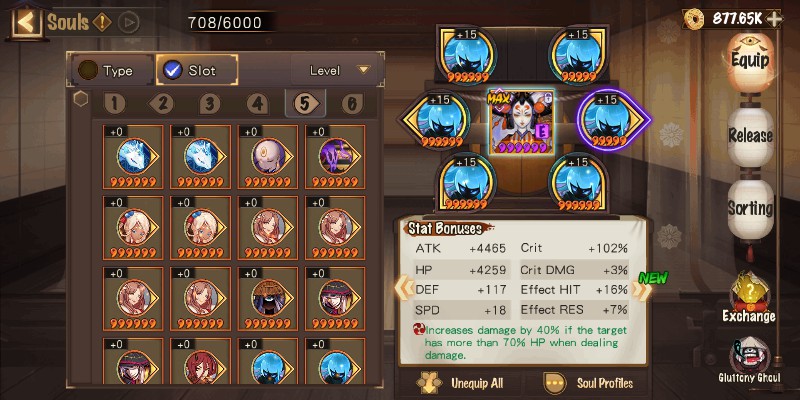 Souls
708/6000
877.65K
Type
Slot
Level
1 2 3 4 5 6
+0 +0 +0 +0
999999 999999 999999 999999
+0 +0 +0 +0
999999 999999 999999 999999
+0 +0 +0 +0
999999 999999 999999 999999
+0 +0 +0 +0
+15 +15
999999 999999
+15 MAX +15
E
999999 999999 999999
+15 +15
999999 999999
Stat Bonuses
ATK +4465 Crit +102%
HP +4259 Crit DMG +3%
DEF +117 Effect HIT +16%
SPD +18 Effect RES +7%
Increases damage by 40% if the target
has more than 70% HP when dealing
damage.
NEW
Unequip All
Soul Profiles
Equip
Release
Sorting
Exchange
Gluttony Ghoul